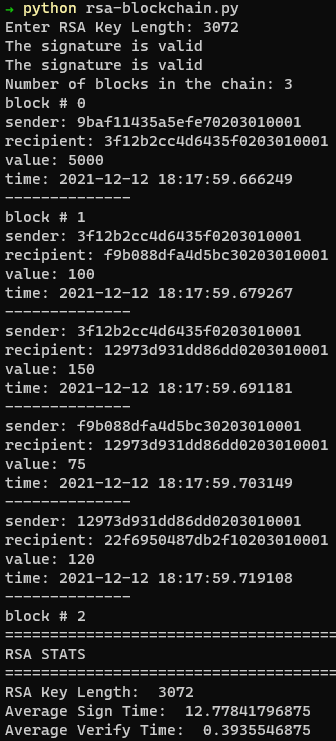 → python rsa-blockchain.py
Enter RSA Key Length: 3072
The signature is valid
The signature is valid
Number of blocks in the chain: 3
block # 0
sender: 9baf11435a5efe70203010001
recipient: 3f12b2cc4d6435f0203010001
value: 5000
time: 2021-12-12 18:17:59.666249
--------------
block # 1
sender: 3f12b2cc4d6435f0203010001
recipient: f9b088dfa4d5bc30203010001
value: 100
time: 2021-12-12 18:17:59.679267
--------------
sender: 3f12b2cc4d6435f0203010001
recipient: 12973d931dd86dd0203010001
value: 150
time: 2021-12-12 18:17:59.691181
--------------
sender: f9b088dfa4d5bc30203010001
recipient: 12973d931dd86dd0203010001
value: 75
time: 2021-12-12 18:17:59.703149
--------------
sender: 12973d931dd86dd0203010001
recipient: 22f6950487db2f10203010001
value: 120
time: 2021-12-12 18:17:59.719108
--------------
block # 2
=====================================
RSA STATS
=====================================
RSA Key Length:  3072
Average Sign Time:  12.77841796875
Average Verify Time:  0.3935546875